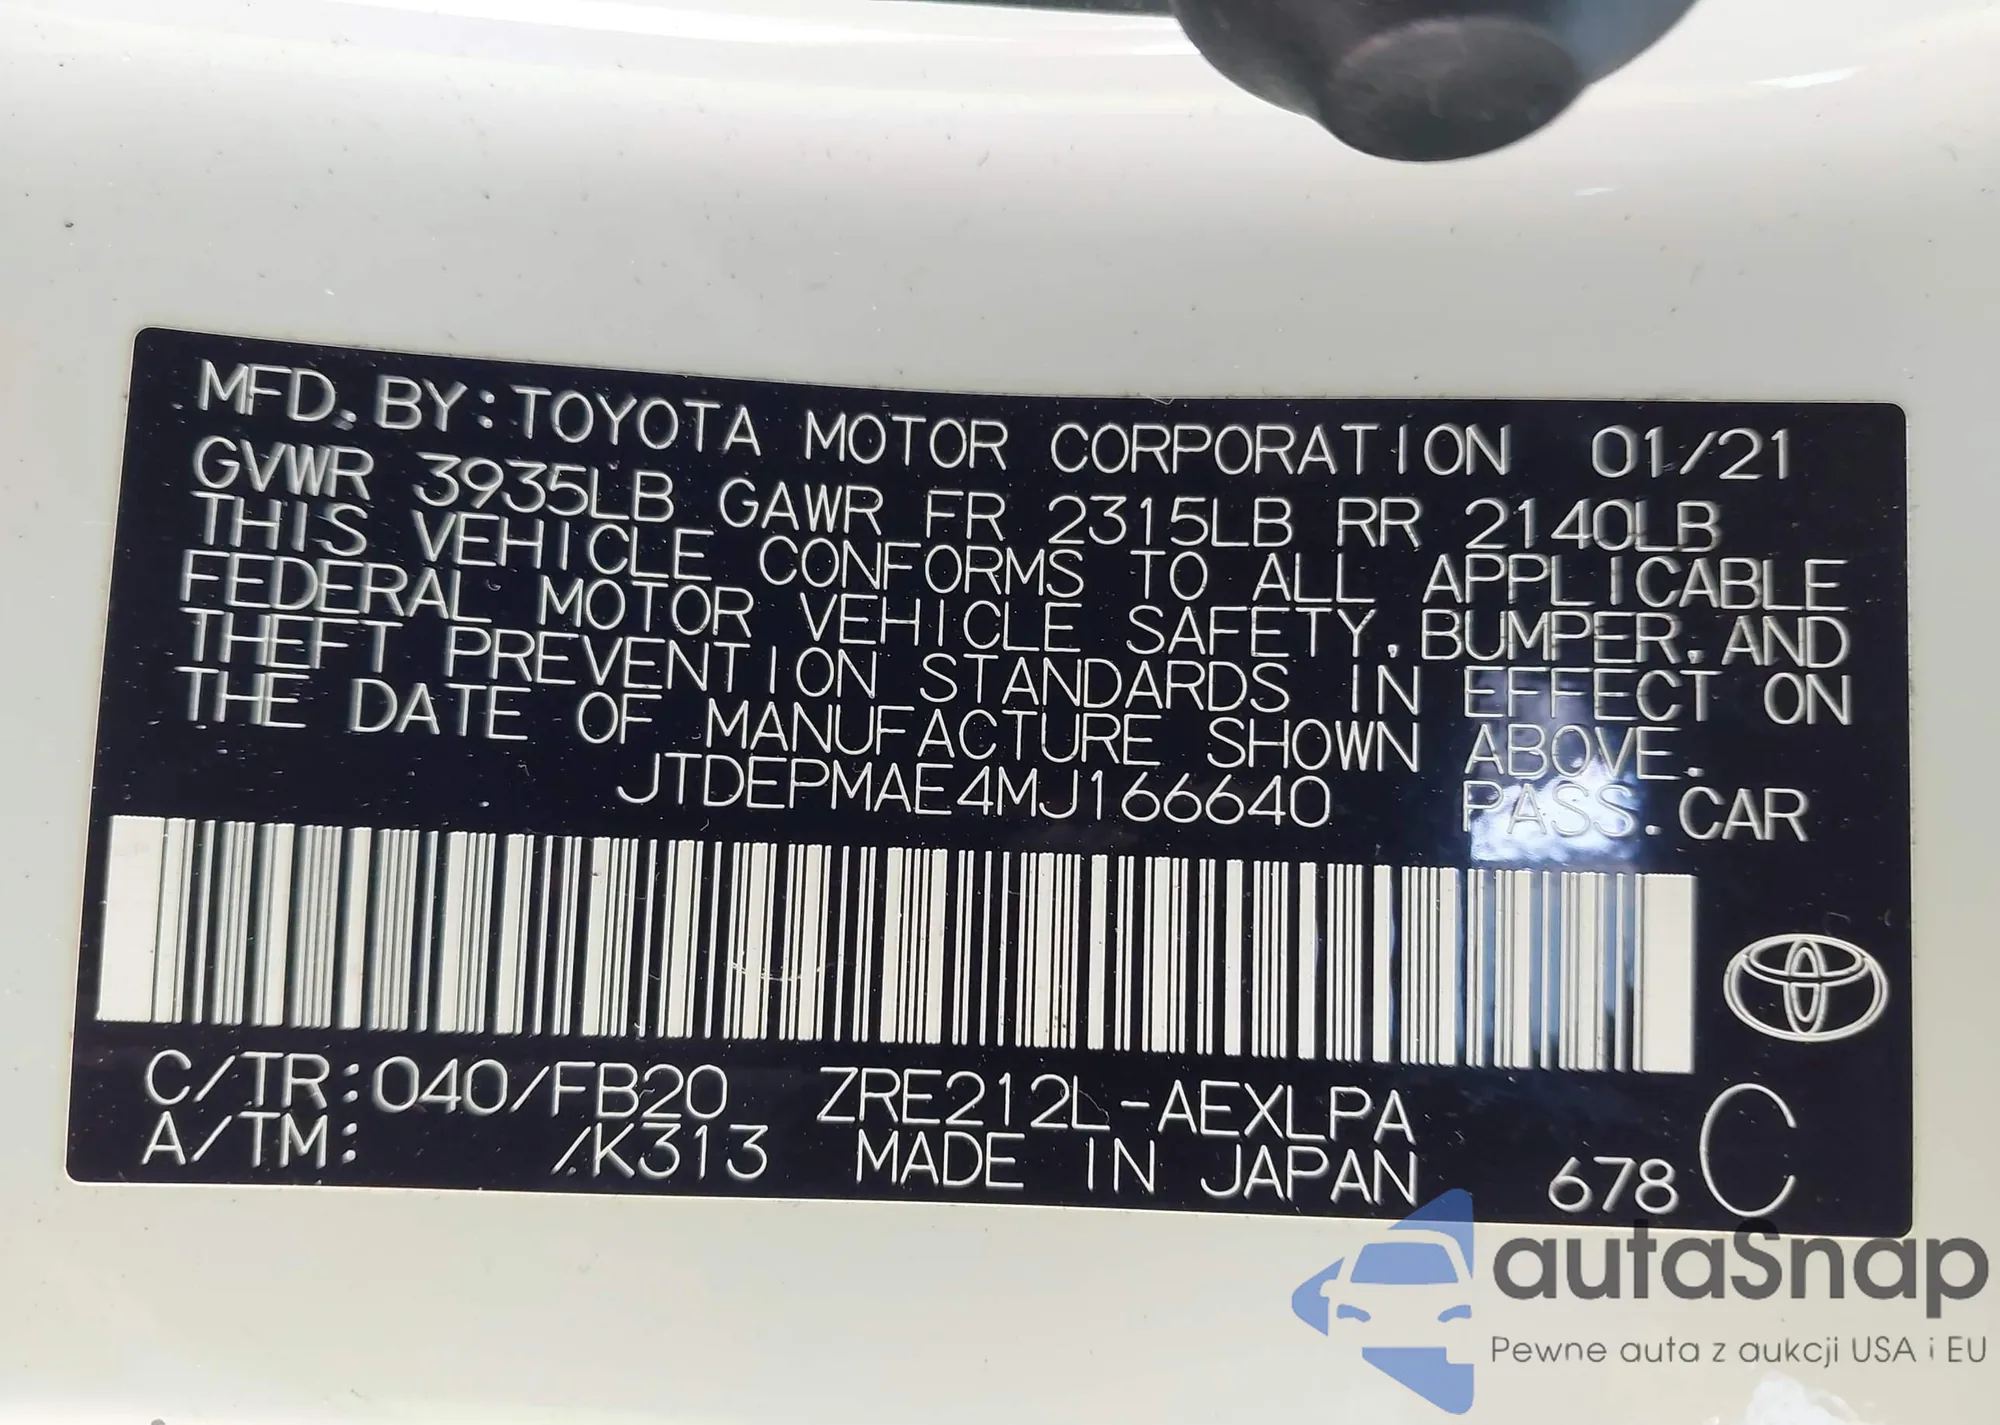 MFD. BY: TOYOTA MOTOR CORPORATION 01/21
GVWR 3935LB GAWR FR 2315LB RR 2140LB
THIS VEHICLE CONFORMS TO ALL APPLICABLE
FEDERAL MOTOR VEHICLE SAFETY, BUMPER, AND
THEFT PREVENTION STANDARDS IN EFFECT ON
THE DATE OF MANUFACTURE SHOWN ABOVE.
JTDEPMAE4MJ166640 PASS. CAR
C/TR: 040/FB20 ZRE212L-AEXLPA
A/TM: /K313 MADE IN JAPAN 678 C
autaSnap
Pewne auta z aukcji USA i EU